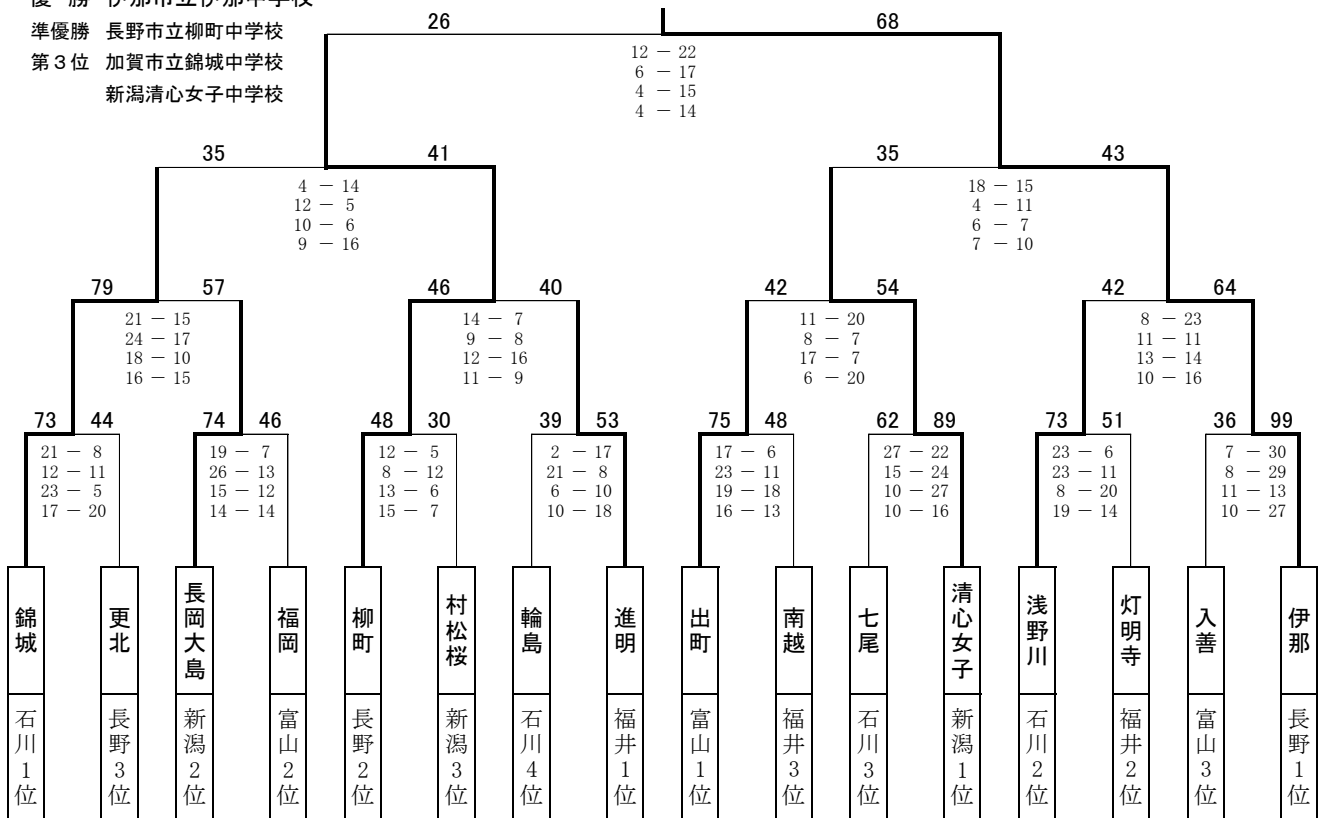 優 勝 伊那市立伊那中学校
準優勝 長野市立柳町中学校
第３位 加賀市立錦城中学校
新潟清心女子中学校
26 68
12 － 22
6 － 17
4 － 15
4 － 14
35 41 35 43
4 － 14 18 － 15
12 － 5 4 － 11
10 － 6 6 － 7
9 － 16 7 － 10
79 57 46 40 42 54 42 64
21 － 15 14 － 7 11 － 20 8 － 23
24 － 17 9 － 8 8 － 7 11 － 11
18 － 10 12 － 16 17 － 7 13 － 14
16 － 15 11 － 9 6 － 20 10 － 16
73 44 74 46 48 30 39 53 75 48 62 89 73 51 36 99
21 － 8 19 － 7 12 － 5 2 － 17 17 － 6 27 － 22 23 － 6 7 － 30
12 － 11 26 － 13 8 － 12 21 － 8 23 － 11 15 － 24 23 － 11 8 － 29
23 － 5 15 － 12 13 － 6 6 － 10 19 － 18 10 － 27 8 － 20 11 － 13
17 － 20 14 － 14 15 － 7 10 － 18 16 － 13 10 － 16 19 － 14 10 － 27
錦城 更北 長岡大島 福岡 柳町 村松桜 輪島 進明 出町 南越 七尾 清心女子 浅野川 灯明寺 入善 伊那
石川1位 長野3位 新潟2位 富山2位 長野2位 新潟3位 石川4位 福井1位 富山1位 福井3位 石川3位 新潟1位 石川2位 福井2位 富山3位 長野1位